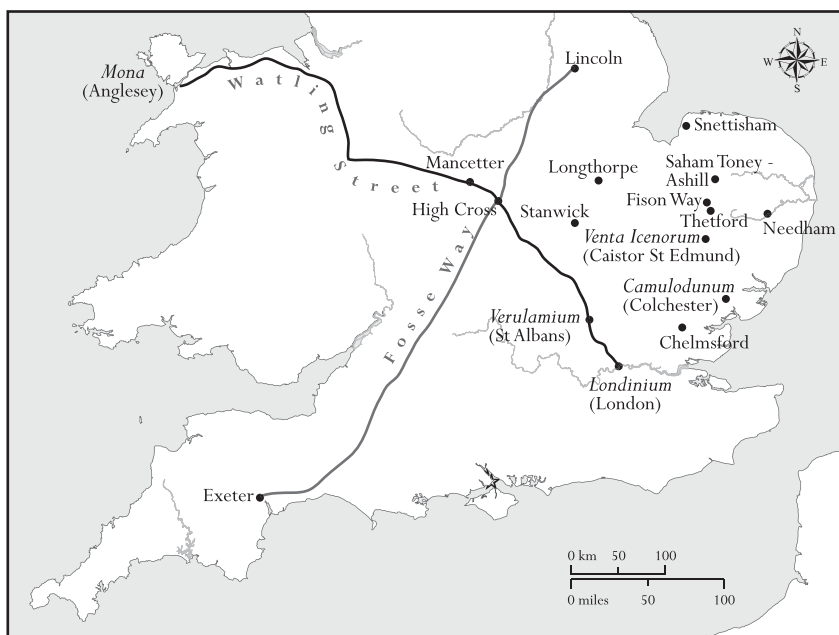 N
W E
S
Mona
(Anglesey)
Watling
Street
Lincoln
Snettisham
Mancetter
Longthorpe
Saham Toney -
Ashill
High Cross
Stanwick
Fison Way
Thetford
Needham
Venta Icenorum
(Caistor St Edmund)
Fosse Way
Camulodunum
(Colchester)
Verulamium
(St Albans)
Chelmsford
Londinium
(London)
Exeter
0 km 50 100
0 miles 50 100